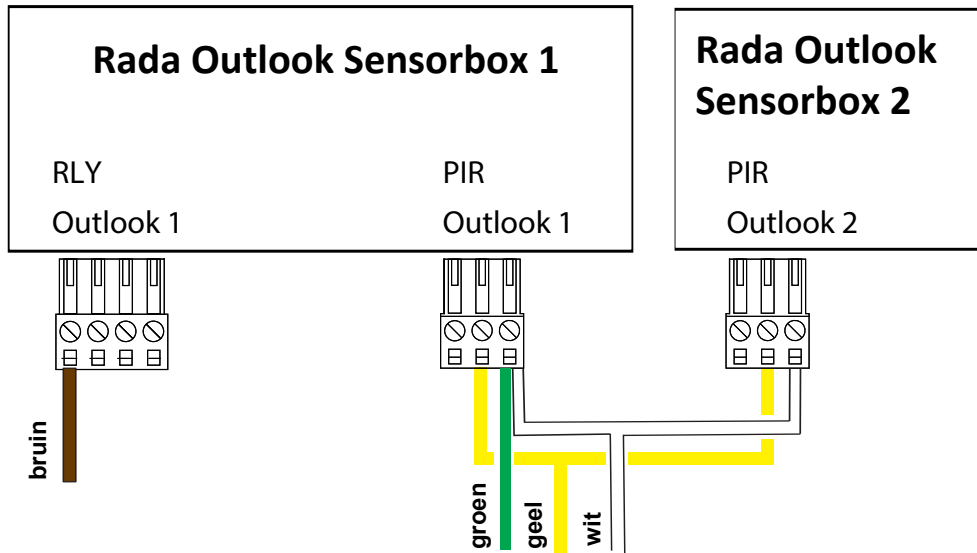 Rada Outlook Sensorbox 1
RLY
Outlook 1
PIR
Outlook 1
Rada Outlook
Sensorbox 2
PIR
Outlook 2
bruin
groen
geel
wit